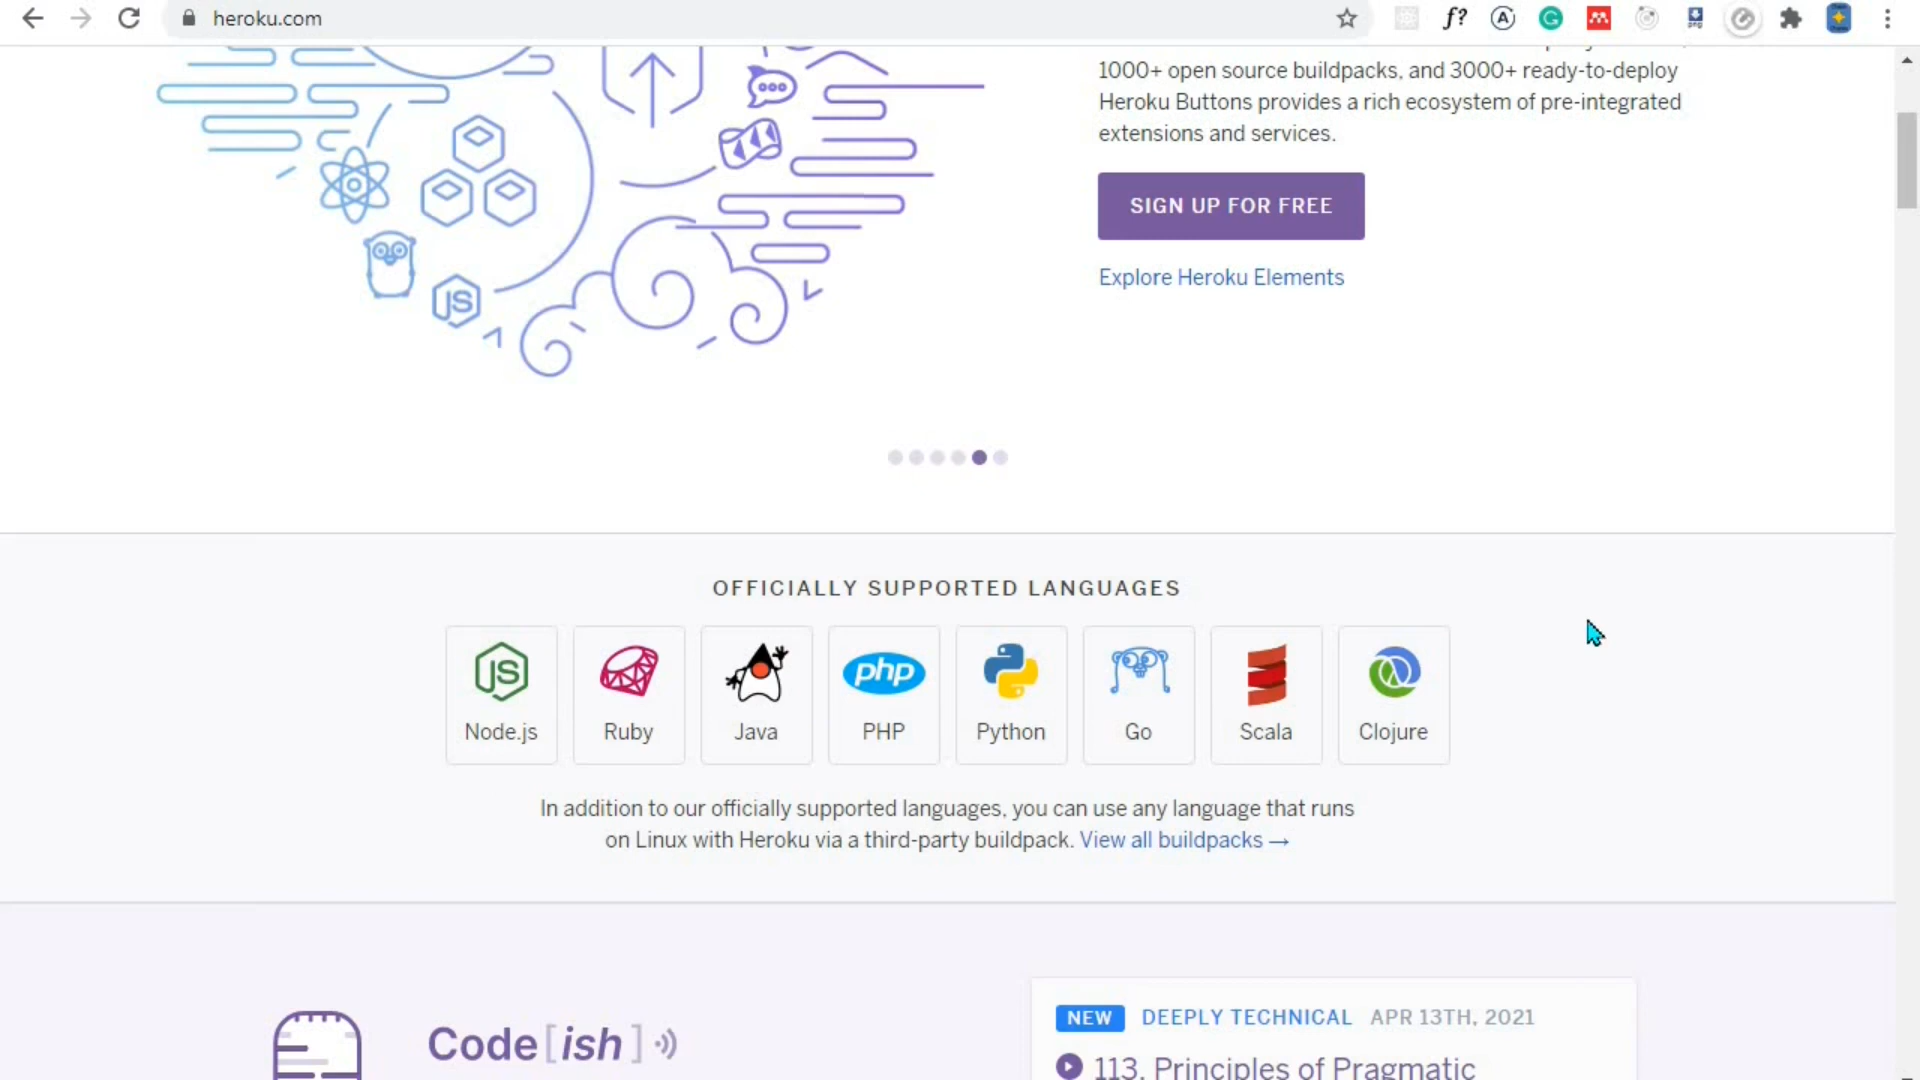 heroku.com
f?
A
G
1000+ open source buildpacks, and 3000+ ready-to-deploy
Heroku Buttons provides a rich ecosystem of pre-integrated
extensions and services.
SIGN UP FOR FREE
Explore Heroku Elements
JS
OFFICIALLY SUPPORTED LANGUAGES
JS
php
Node.js
Ruby
Java
PHP
Python
Go
Scala
Clojure
In addition to our officially supported languages, you can use any language that runs
on Linux with Heroku via a third-party buildpack. View all buildpacks →
Code[ish]
NEW DEEPLY TECHNICAL APR 13TH, 2021
113. Principles of Pragmatic